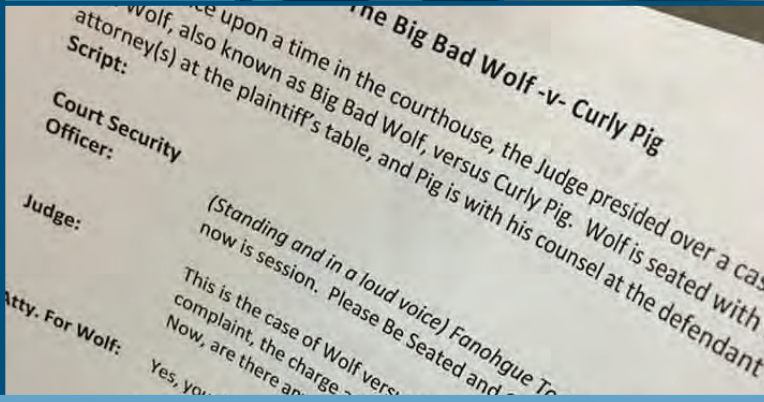 The Big Bad Wolf -v- Curly Pig
upon a time in the courthouse, the Judge presided over a
Wolf, also known as Big Bad Wolf, versus Curly Pig. Wolf is seated with
attorney(s) at the plaintiff's table, and Pig is with his counsel at the defendant
Script:
Court Security
Officer:
(Standing and in a loud voice) Fanohgue
now is session. Please Be Seated and
Judge:
This is the case of Wolf
complaint, the charge
Now, are there
Atty. For Wolf:
Yes,